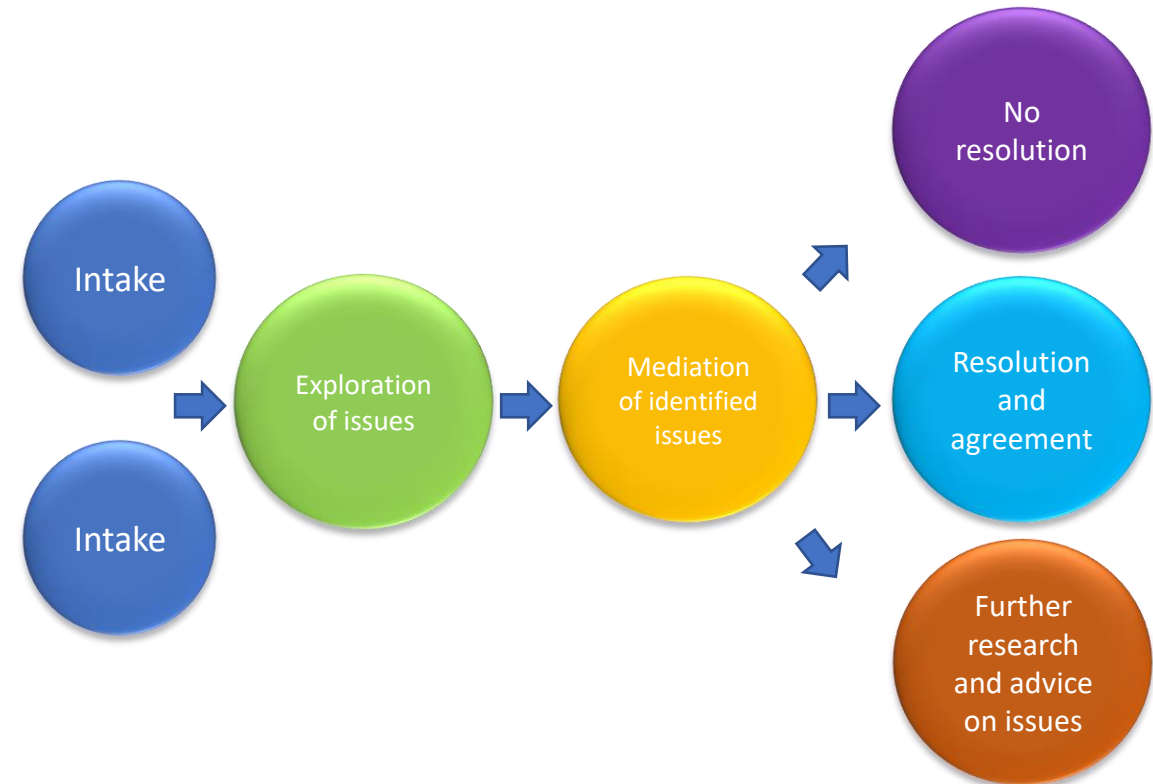 Intake
Intake
Exploration
of issues
Mediation
of identified
issues
No
resolution
Resolution
and
agreement
Further
research
and advice
on issues